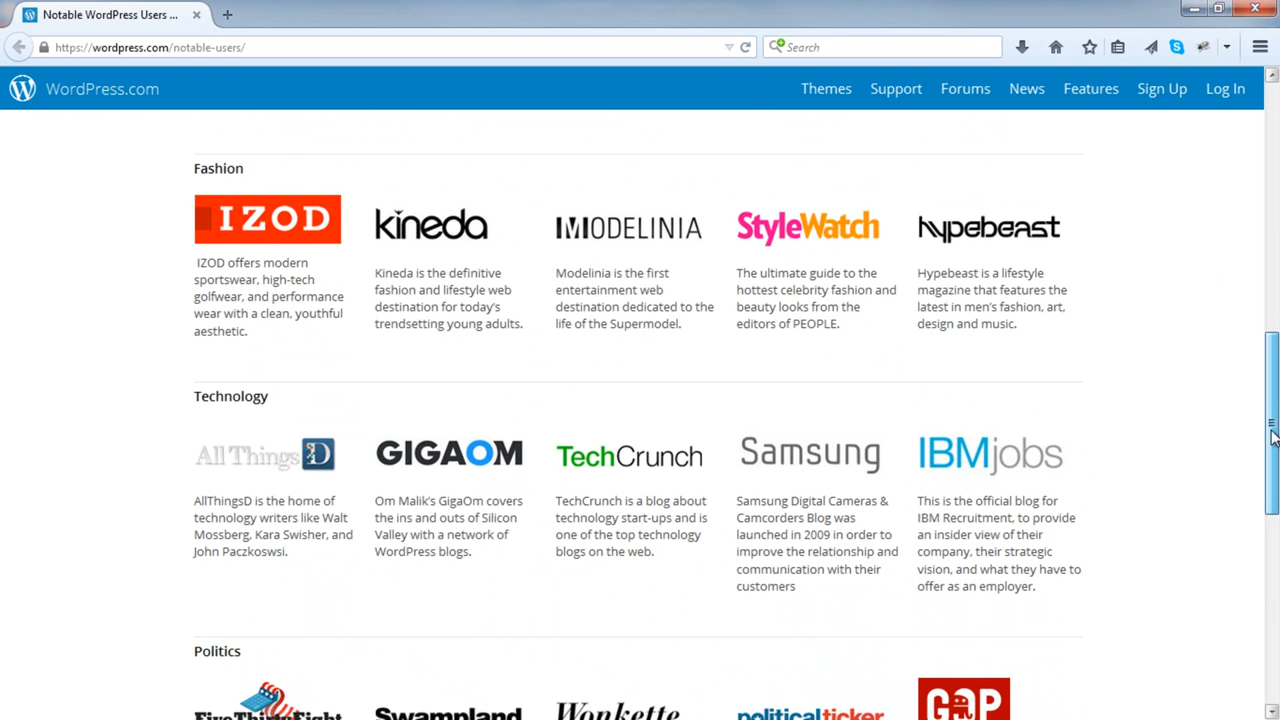 Notable WordPress Users ...
https://wordpress.com/notable-users/
Search
WordPress.com
Themes Support Forums News Features Sign Up Log In
Fashion
IZOD
IZOD offers modern
sportswear, high-tech
golfwear, and performance
wear with a clean, youthful
aesthetic.
kineda
Kineda is the definitive
fashion and lifestyle web
destination for today's
trendsetting young adults.
MODELINIA
Modelinia is the first
entertainment web
destination dedicated to the
life of the Supermodel.
StyleWatch
The ultimate guide to the
hottest celebrity fashion and
beauty looks from the
editors of PEOPLE.
hypebeast
Hypebeast is a lifestyle
magazine that features the
latest in men's fashion, art,
design and music.
Technology
All Things D
AllThingsD is the home of
technology writers like Walt
Mossberg, Kara Swisher, and
John Paczkoswsi.
GIGAOM
Om Malik's GigaOm covers
the ins and outs of Silicon
Valley with a network of
WordPress blogs.
TechCrunch
TechCrunch is a blog about
technology start-ups and is
one of the top technology
blogs on the web.
SAMSUNG
Samsung Digital Cameras &
Camcorders Blog was
launched in 2009 in order to
improve the relationship and
communication with their
customers
IBMjobs
This is the official blog for
IBM Recruitment, to provide
an insider view of their
company, their strategic
vision, and what they have to
offer as an employer.
Politics
FiveThirtyEight
Swampland
Wonkette
politicalticker
GOP